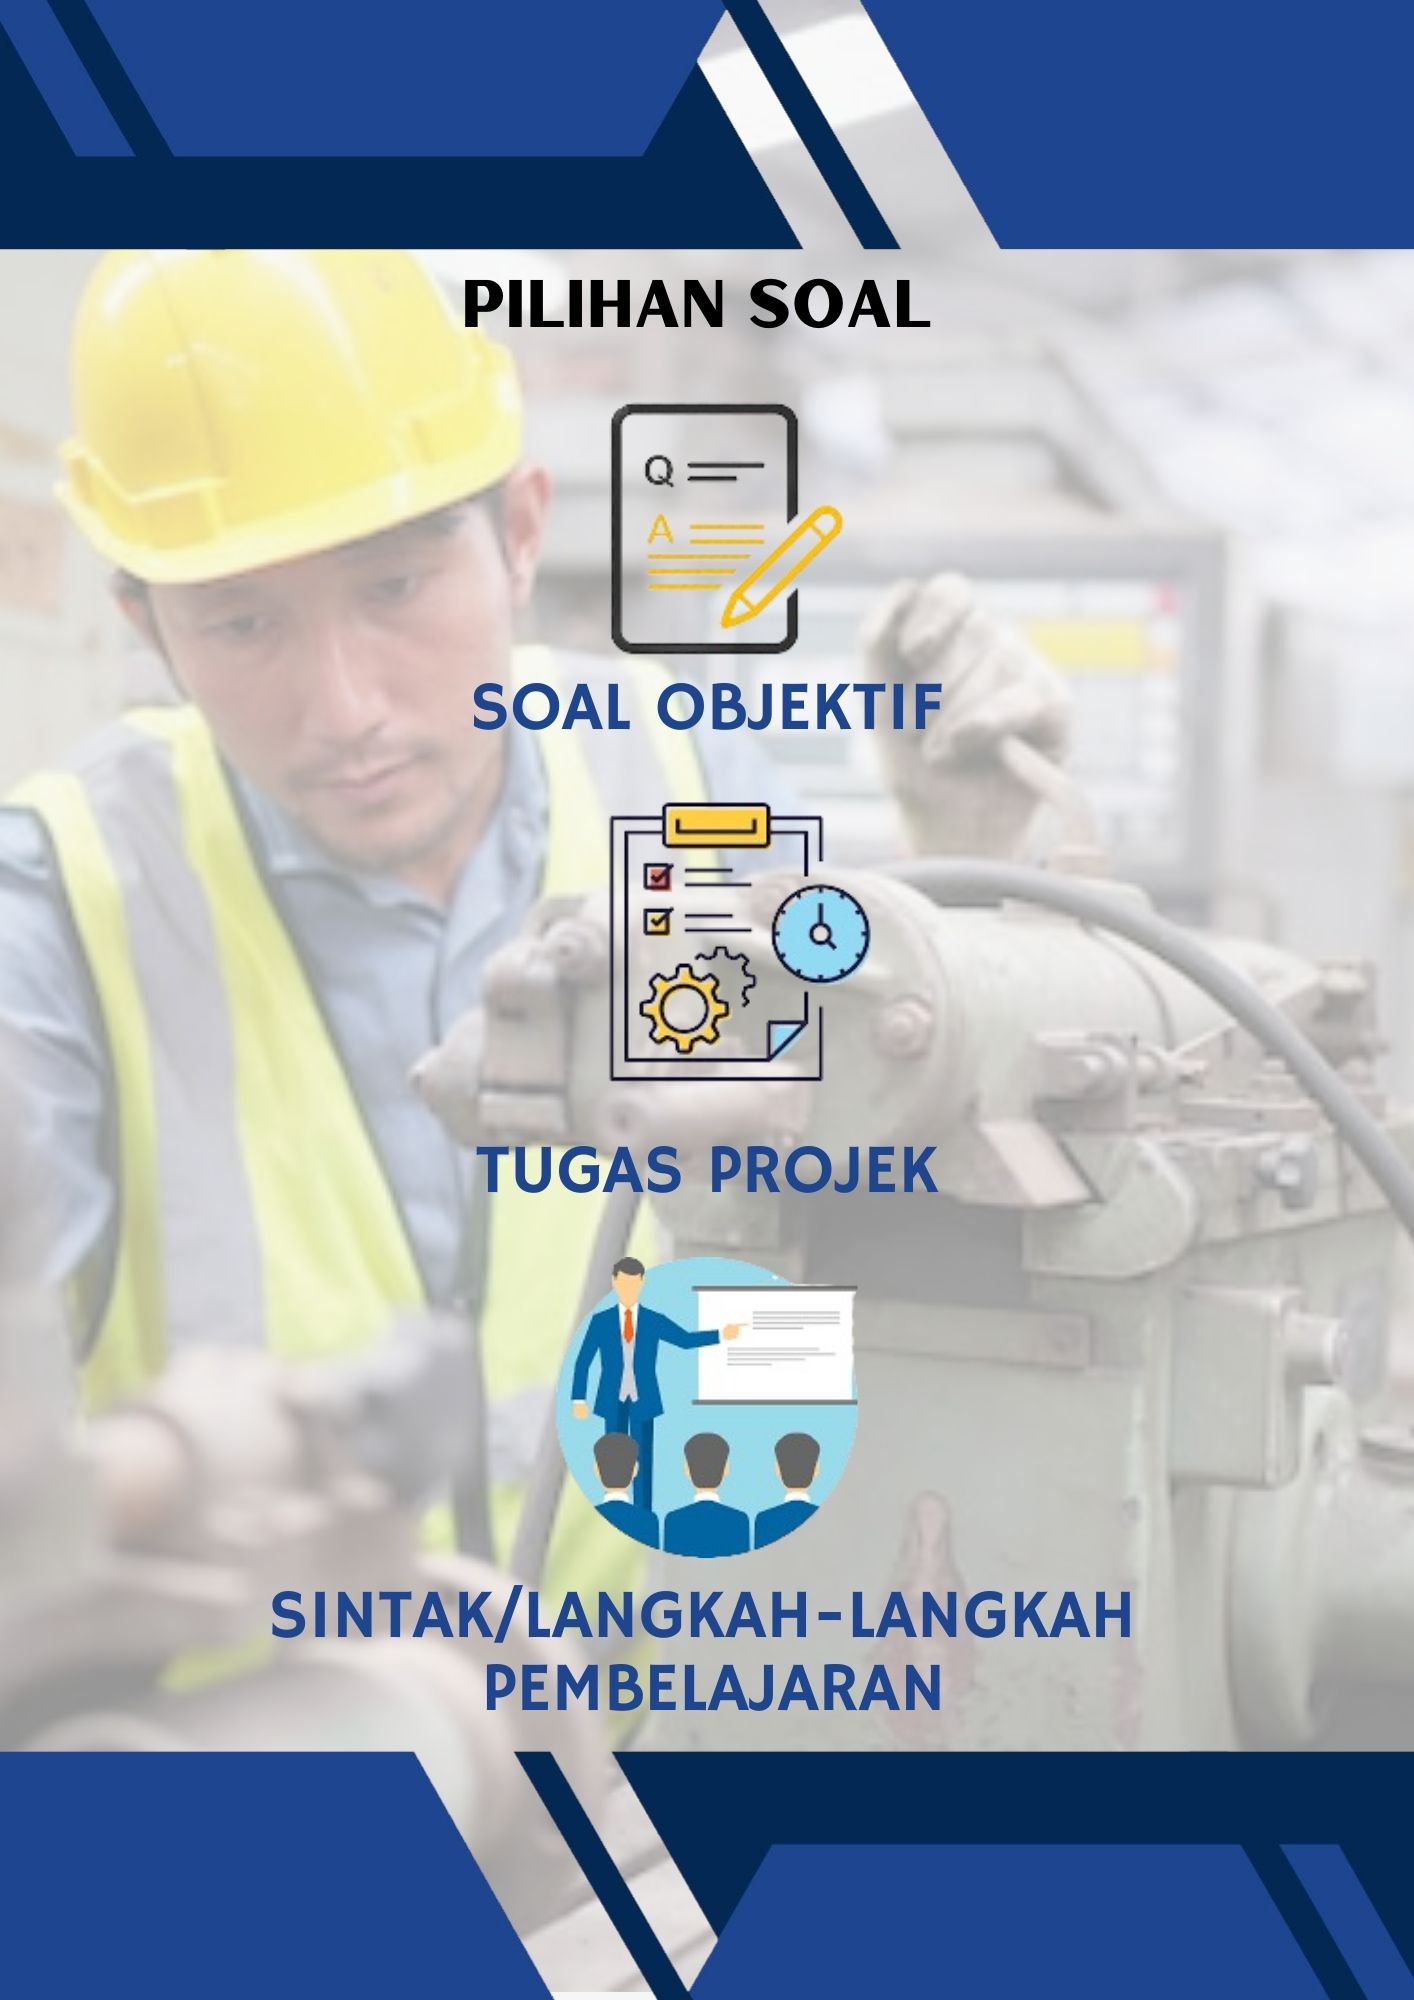 PILIHAN SOAL
Q
A
SOAL OBJEKTIF
TUGAS PROJEK
SINTAK/LANGKAH-LANGKAH
PEMBELAJARAN